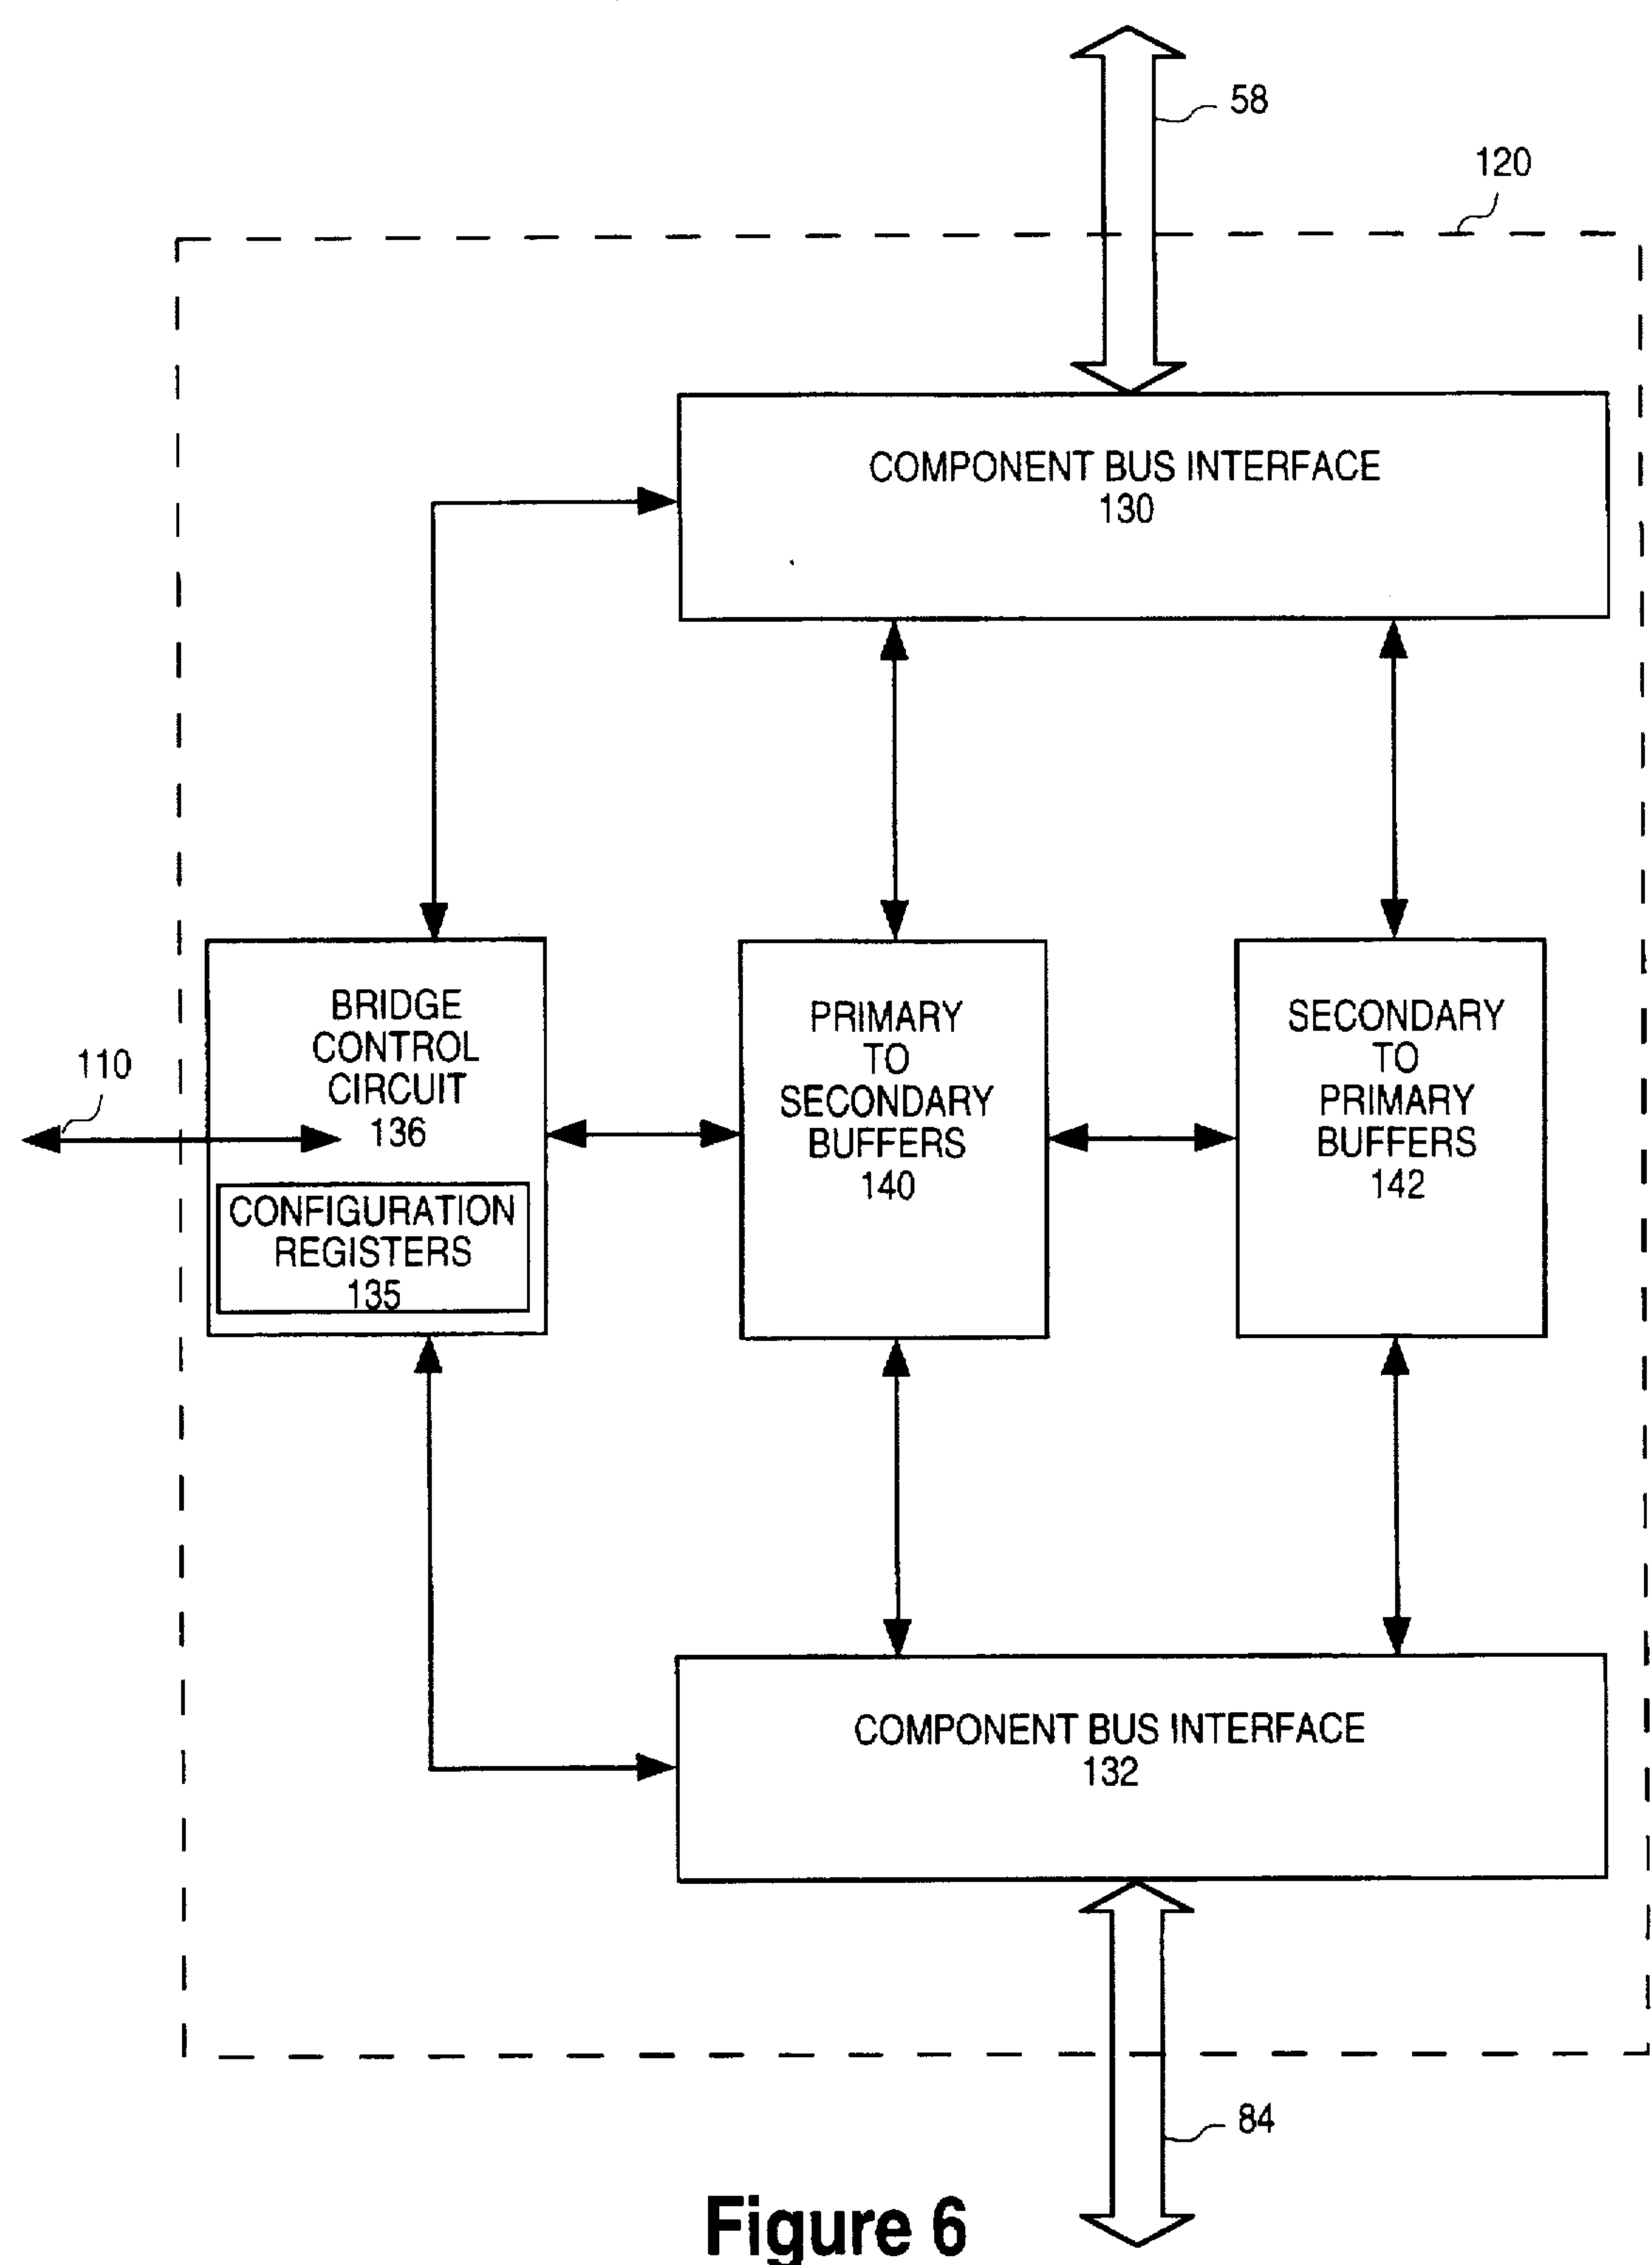 58
120
COMPONENT BUS INTERFACE
130
BRIDGE
CONTROL
CIRCUIT
136
110
CONFIGURATION
REGISTERS
135
PRIMARY
TO
SECONDARY
BUFFERS
140
SECONDARY
TO
PRIMARY
BUFFERS
142
COMPONENT BUS INTERFACE
132
84
Figure 6